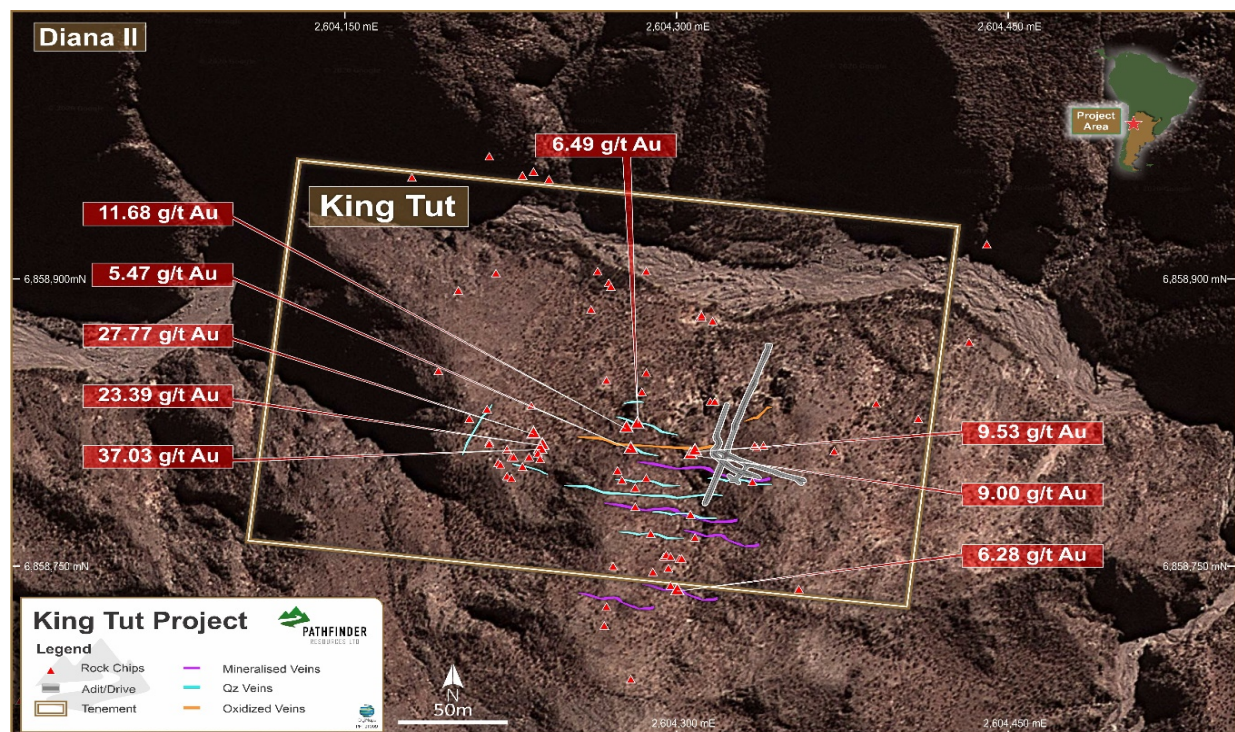 Diana II
2,604,150 mE
2,604,300 mE
2,604,450 mE
Project
Area
6.49 g/t Au
King Tut
11.68 g/t Au
5.47 g/t Au
6,858,900mN
6,858,900 mN
27.77 g/t Au
23.39 g/t Au
37.03 g/t Au
9.53 g/t Au
9.00 g/t Au
6.28 g/t Au
6,858,750 mN
6,858,750 mN
King Tut Project
PATHFINDER
RESOURCES LTD
Legend
Rock Chips
Mineralised Veins
Adit/Drive
Qz Veins
Tenement
Oxidized Veins
N
50m
2,604,300 mE
2,604,450 mE